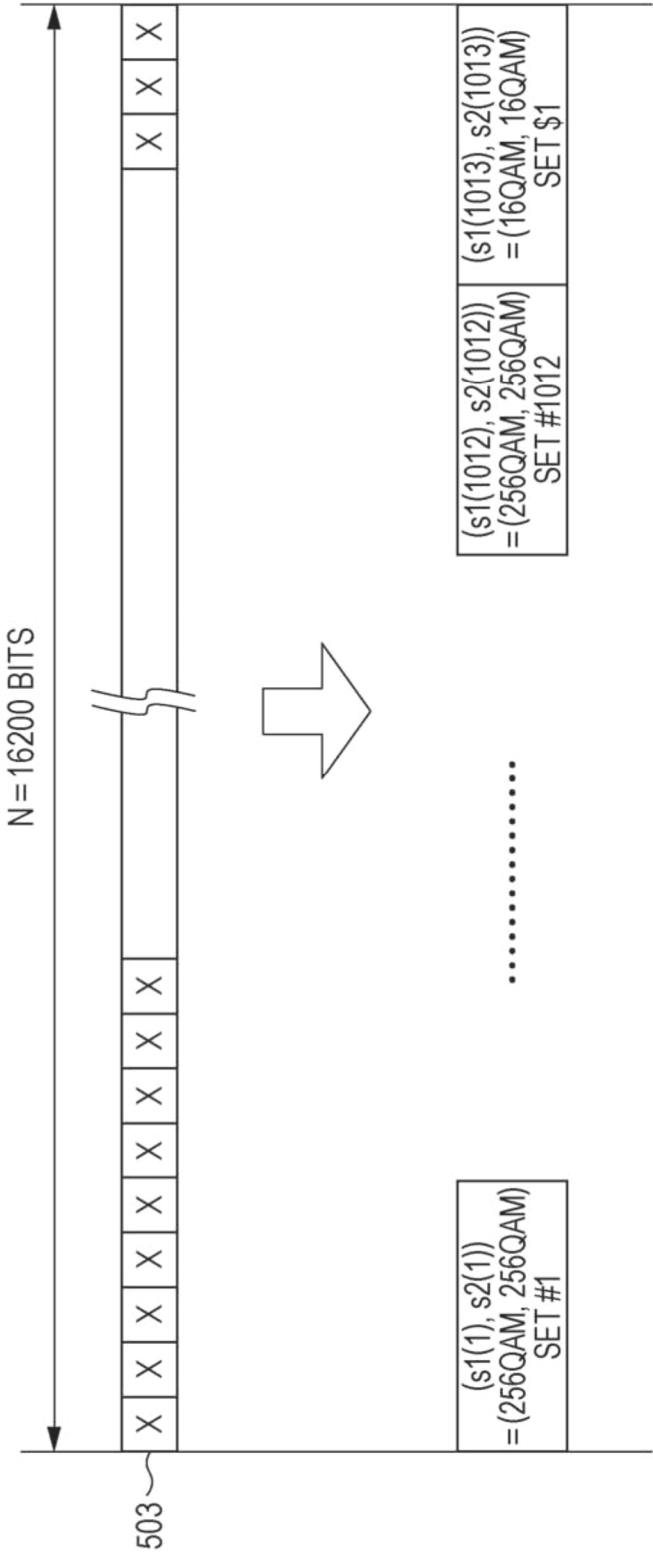 N = 16200 BITS
503
X X X X X X X X X X X X
(s1(1), s2(1))
= (256QAM, 256QAM)
SET #1
(s1(1012), s2(1012))
= (256QAM, 256QAM)
SET #1012
(s1(1013), s2(1013))
= (16QAM, 16QAM)
SET $1